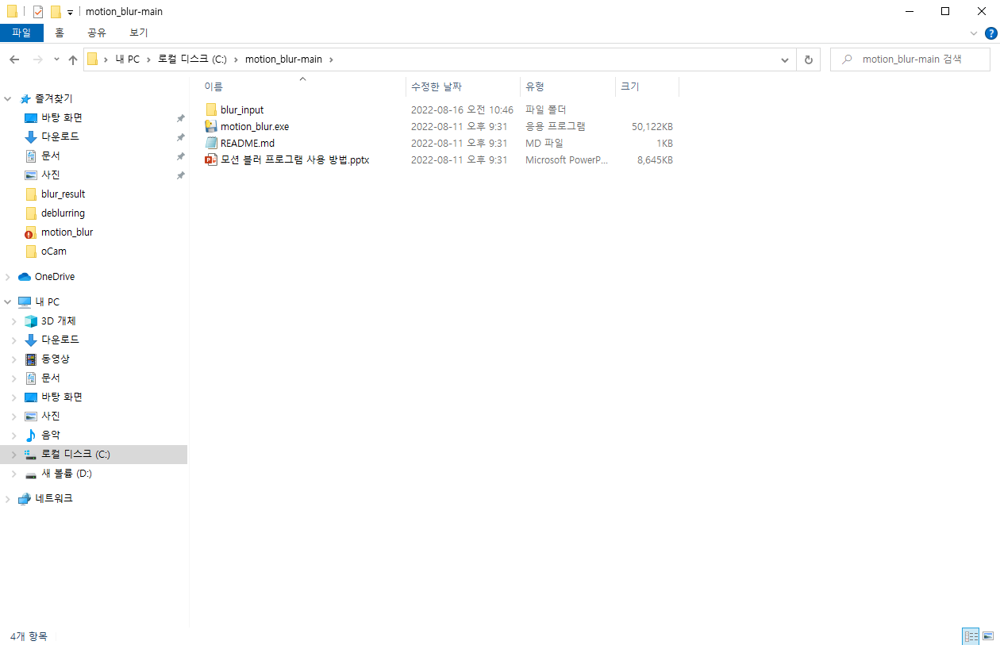 motion_blur-main
파일 홈 공유 보기
내 PC 로컬 디스크 (C:) motion_blur-main motion_blur-main 검색
이름 수정한 날짜 유형 크기
blur_input 2022-08-16 오전 10:46 파일 폴더
motion_blur.exe 2022-08-11 오후 9:31 응용 프로그램 50,122KB
README.md 2022-08-11 오후 9:31 MD 파일 1KB
모션 블러 프로그램 사용 방법.pptx 2022-08-11 오후 9:31 Microsoft PowerP... 8,645KB
즐겨찾기
바탕 화면
다운로드
문서
사진
blur_result
deblurring
motion_blur
oCam
OneDrive
내 PC
3D 개체
다운로드
동영상
문서
바탕 화면
사진
음악
로컬 디스크 (C:)
새 볼륨 (D:)
네트워크
4개 항목